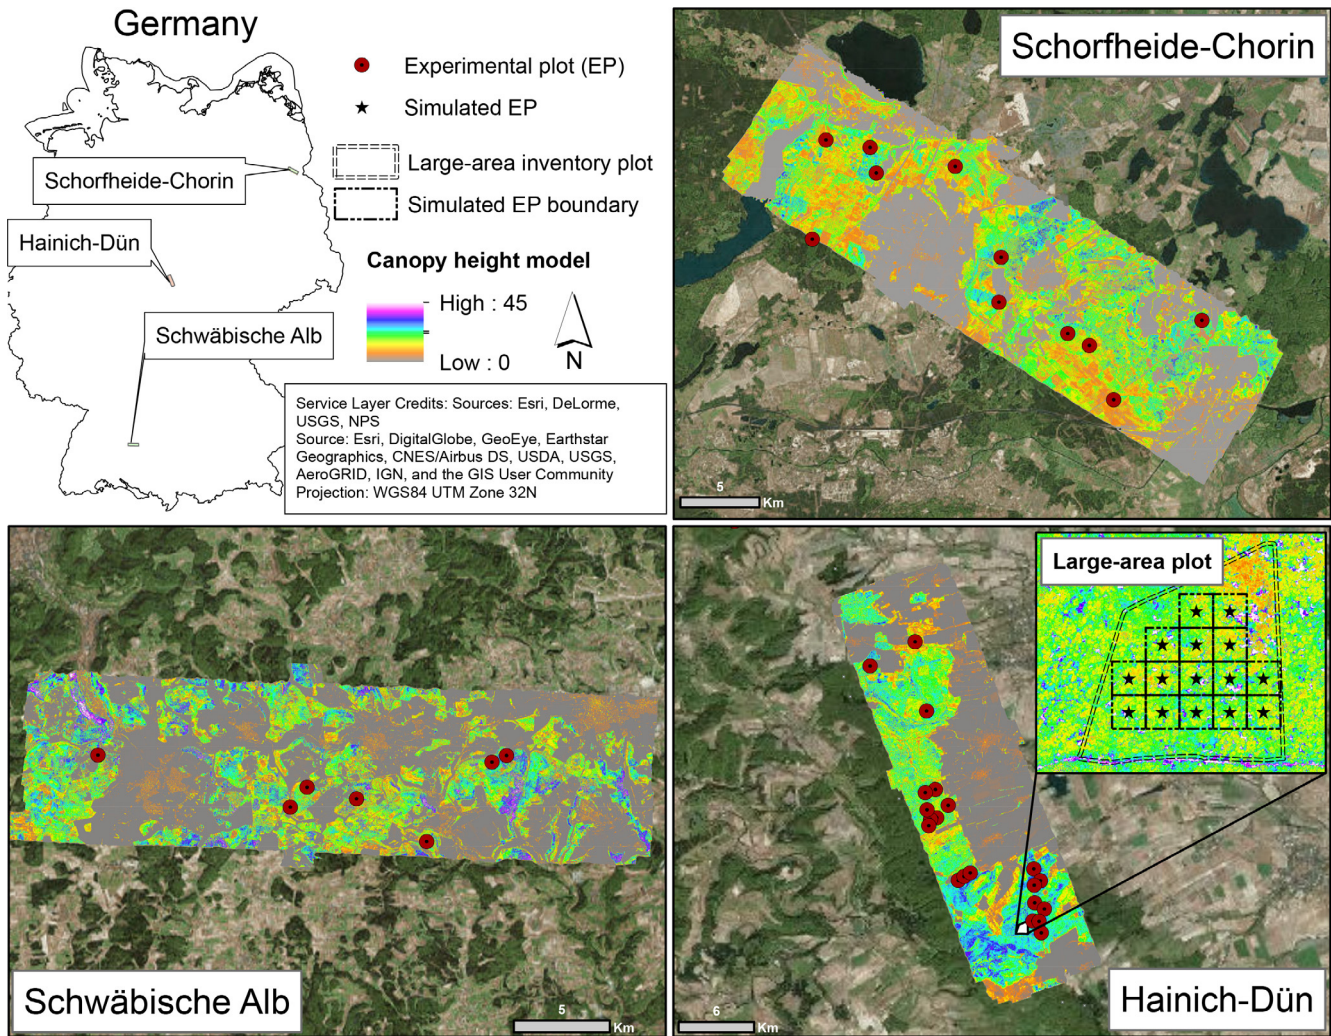 Germany
Experimental plot (EP)
Simulated EP
Large-area inventory plot
Simulated EP boundary
Schorfheide-Chorin
Hainich-Dün
Schwäbische Alb
Canopy height model
High : 45
Low : 0
N
Service Layer Credits: Sources: Esri, DeLorme,
USGS, NPS
Source: Esri, DigitalGlobe, GeoEye, Earthstar
Geographics, CNES/Airbus DS, USDA, USGS,
AeroGRID, IGN, and the GIS User Community
Projection: WGS84 UTM Zone 32N
Schorfheide-Chorin
5
Km
Schwäbische Alb
5
Km
Large-area plot
Hainich-Dün
6
Km